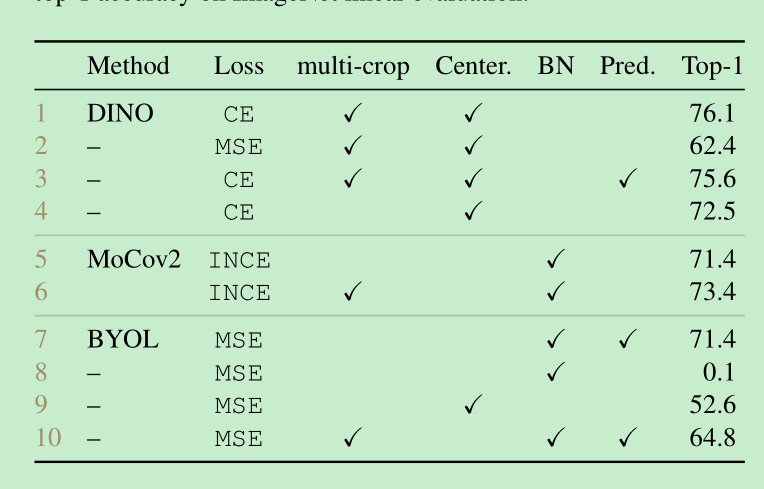 top-1 accuracy on ImageNet linear evaluation.
Method Loss multi-crop Center. BN Pred. Top-1
1 DINO CE ✓ ✓ 76.1
2 – MSE ✓ ✓ 62.4
3 – CE ✓ ✓ ✓ 75.6
4 – CE ✓ 72.5
5 MoCov2 INCE ✓ 71.4
6 INCE ✓ ✓ 73.4
7 BYOL MSE ✓ ✓ 71.4
8 – MSE ✓ 0.1
9 – MSE ✓ 52.6
10 – MSE ✓ ✓ ✓ 64.8